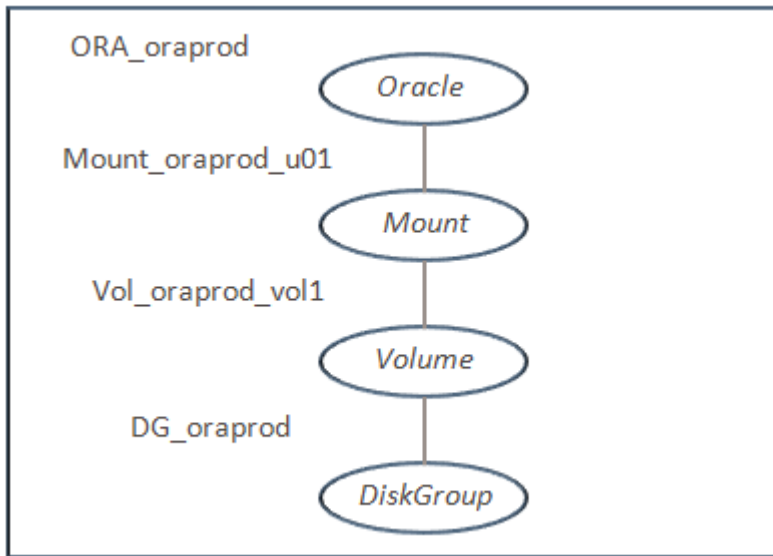 ORA_oraprod
Oracle
Mount_oraprod_u01
Mount
Vol_oraprod_vol1
Volume
DG_oraprod
DiskGroup